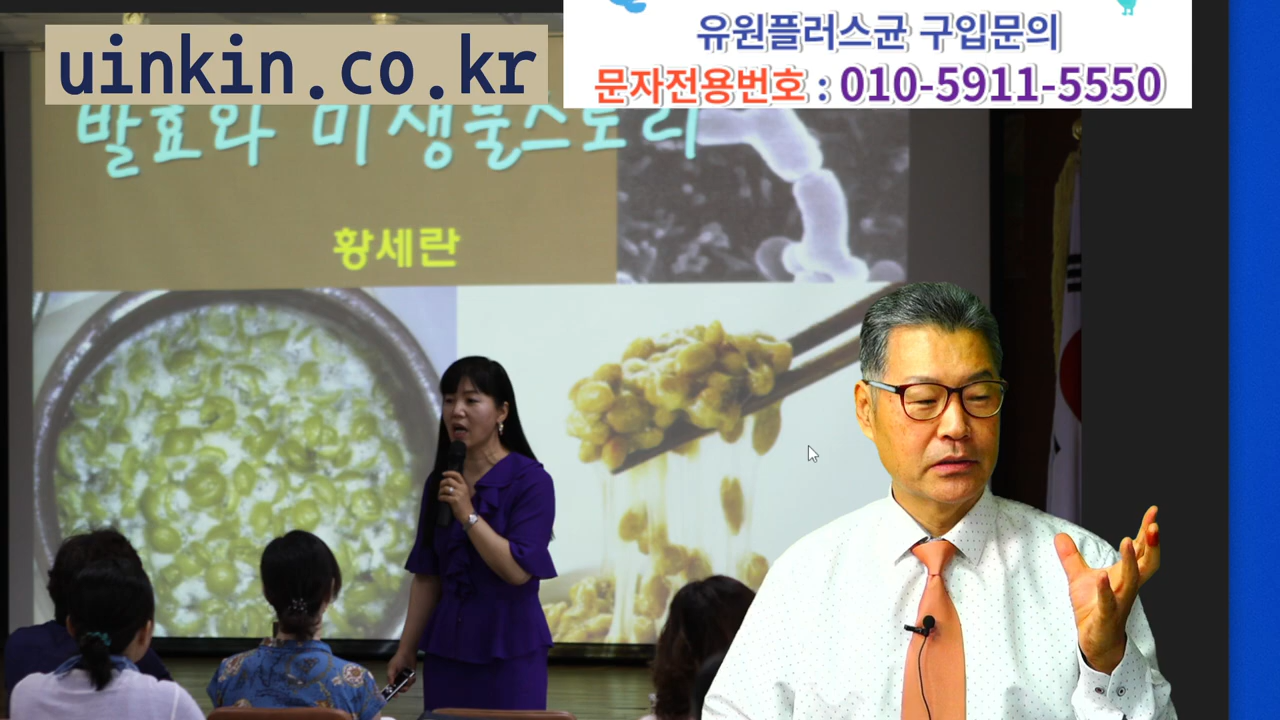 uinkin.co.kr
유원플러스균 구입문의
문자전용번호 : 010-5911-5550
발효와 미생물스토리
황세란